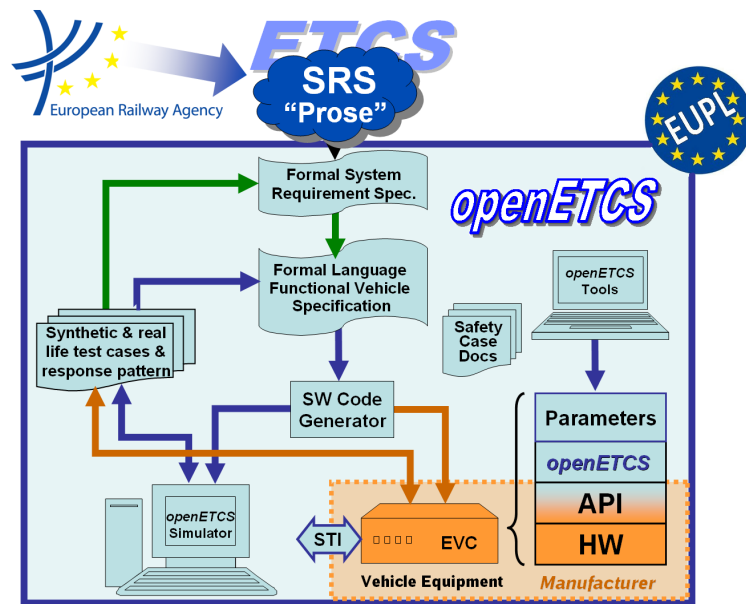 ETCS
SRS
“Prose”
European Railway Agency
EUPL
Formal System
Requirement Spec.
openETCS
Formal Language
Functional Vehicle
Specification
openETCS
Tools
Synthetic & real
life test cases &
response pattern
Safety
Case
Docs
SW Code
Generator
Parameters
openETCS
API
HW
openETCS
Simulator
STI
EVC
Vehicle Equipment
Manufacturer